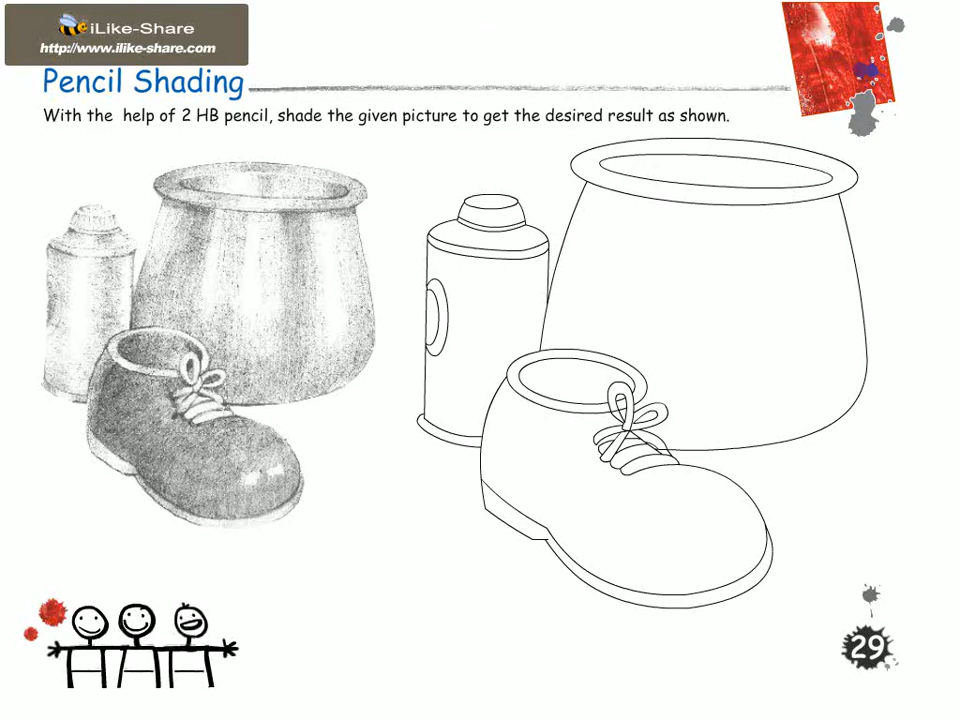 iLike-Share
http://www.ilike-share.com
Pencil Shading
With the help of 2 HB pencil, shade the given picture to get the desired result as shown.
29